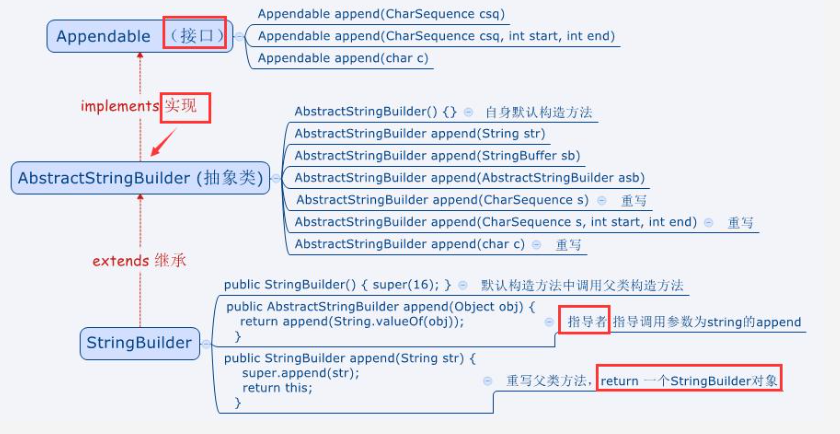 Appendable （接口）
Appendable append(CharSequence csq)
Appendable append(CharSequence csq, int start, int end)
Appendable append(char c)
implements 实现
AbstractStringBuilder (抽象类)
AbstractStringBuilder() {} 自身默认构造方法
AbstractStringBuilder append(String str)
AbstractStringBuilder append(StringBuffer sb)
AbstractStringBuilder append(AbstractStringBuilder asb)
AbstractStringBuilder append(CharSequence s) 重写
AbstractStringBuilder append(CharSequence s, int start, int end) 重写
AbstractStringBuilder append(char c) 重写
extends 继承
StringBuilder
public StringBuilder() { super(16); } 默认构造方法中调用父类构造方法
public AbstractStringBuilder append(Object obj) {
return append(String.valueOf(obj));
}
指导者 指导调用参数为string的append
public StringBuilder append(String str) {
super.append(str);
return this;
}
重写父类方法，return 一个StringBuilder对象